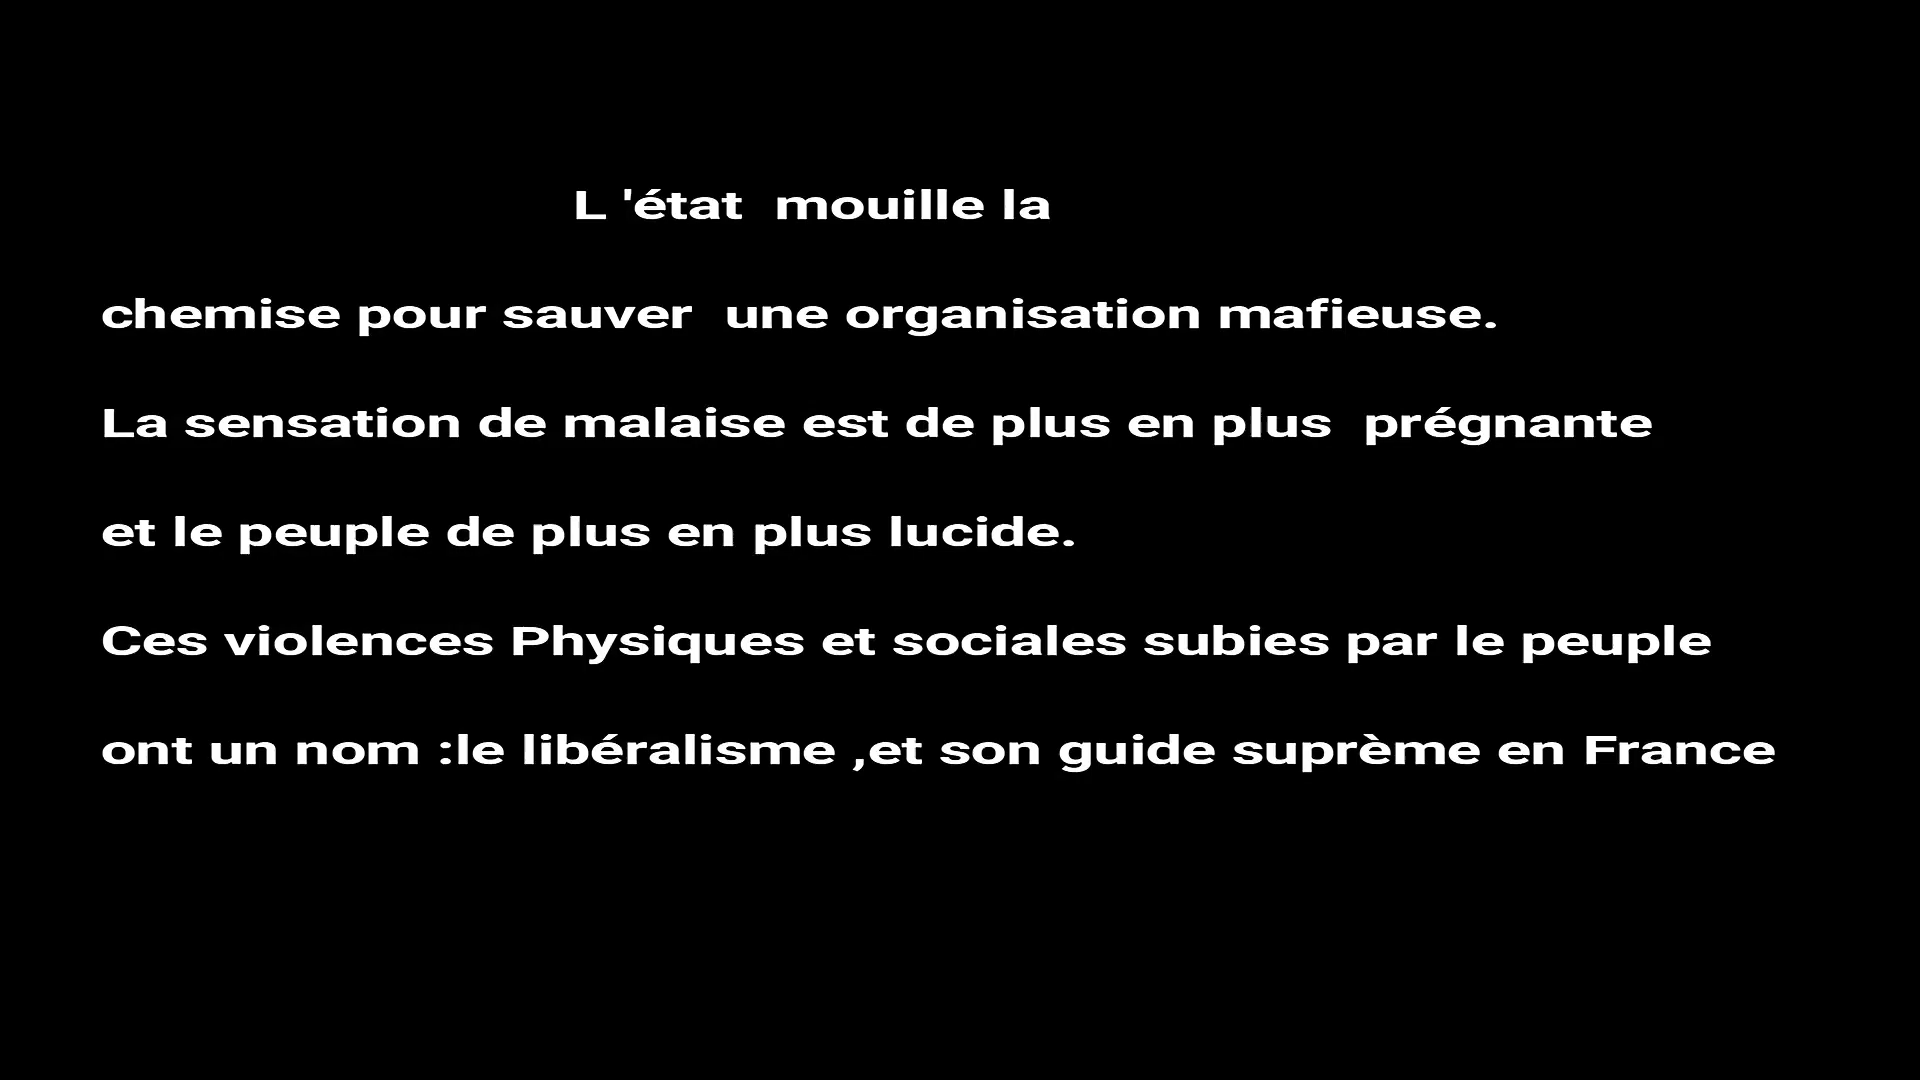 L 'état  mouille la
chemise pour sauver  une organisation mafieuse.
La sensation de malaise est de plus en plus  prégnante
et le peuple de plus en plus lucide.
Ces violences Physiques et sociales subies par le peuple
ont un nom :le libéralisme ,et son guide suprème en France